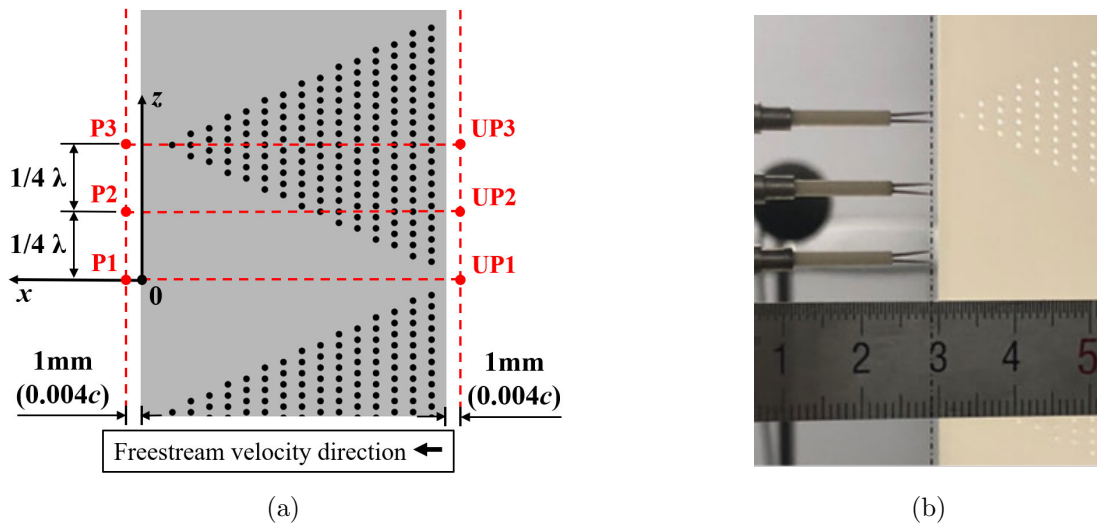 z
P3
UP3
1/4 λ
P2
UP2
1/4 λ
P1
UP1
x
0
1mm
(0.004c)
1mm
(0.004c)
Freestream velocity direction
1 2 3 4 5
(a)
(b)